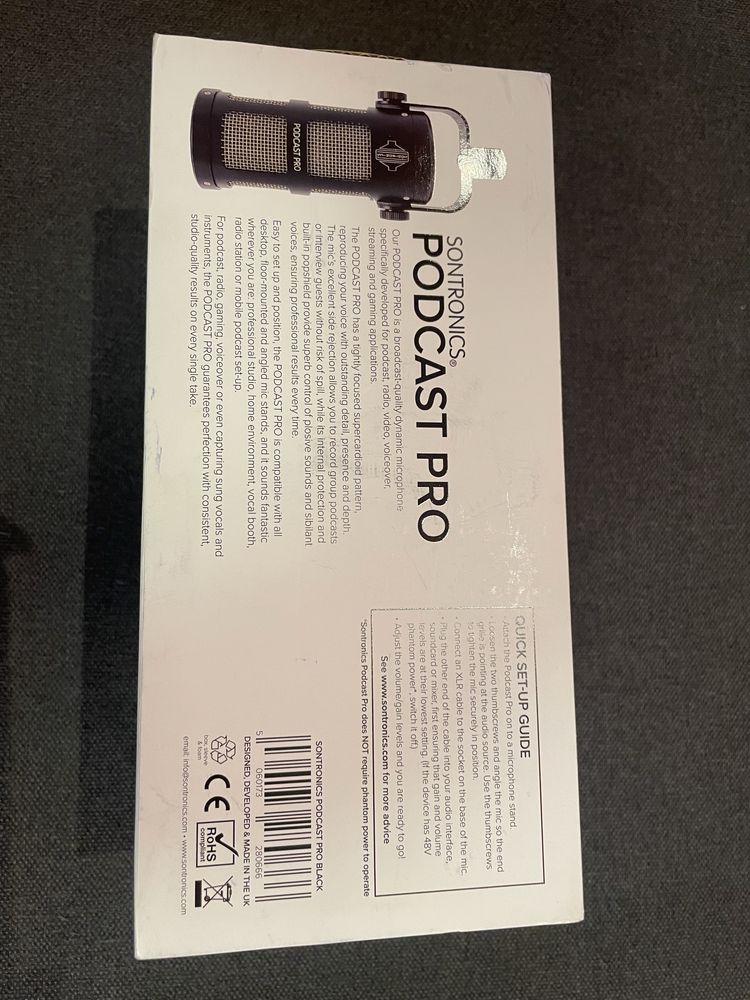 PODCAST PRO
SONTRONICS®
PODCAST PRO
Our PODCAST PRO is a broadcast-quality dynamic microphone
specifically developed for podcast, radio, video, voiceover,
streaming and gaming applications.
The PODCAST PRO has a tightly focused supercardioid pattern,
reproducing your voice with outstanding detail, presence and depth.
The mic's excellent side rejection allows you to record group podcasts
or interview guests without risk of spill, while its internal protection and
built-in popshield provide superb control of plosive sounds and sibilant
voices, ensuring professional results every time.
Easy to set up and position, the PODCAST PRO is compatible with all
desktop, floor-mounted and angled mic stands, and it sounds fantastic
wherever you are: professional studio, home environment, vocal booth,
radio station or mobile podcast set-up.
For podcast, radio, gaming, voiceover or even capturing sung vocals and
instruments, the PODCAST PRO guarantees perfection with consistent,
studio-quality results on every single take.
QUICK SET-UP GUIDE
• Attach the Podcast Pro on to a microphone stand.
• Loosen the two thumbscrews and angle the mic so the end
grille is pointing at the audio source. Use the thumbscrews
to tighten the mic securely in position.
• Connect an XLR cable to the socket on the base of the mic.
• Plug the other end of the cable into your audio interface,
soundcard or mixer, first ensuring that gain and volume
levels are at their lowest setting. (If the device has 48V
phantom power*, switch it off.)
• Adjust the volume/gain levels and you are ready to go!
See www.sontronics.com for more advice
*Sontronics Podcast Pro does NOT require phantom power to operate
SONTRONICS PODCAST PRO BLACK
5 060173 280666
DESIGNED, DEVELOPED & MADE IN THE UK
box, sleeve
& foam
CE
RoHS
compliant
email: info@sontronics.com • www.sontronics.com